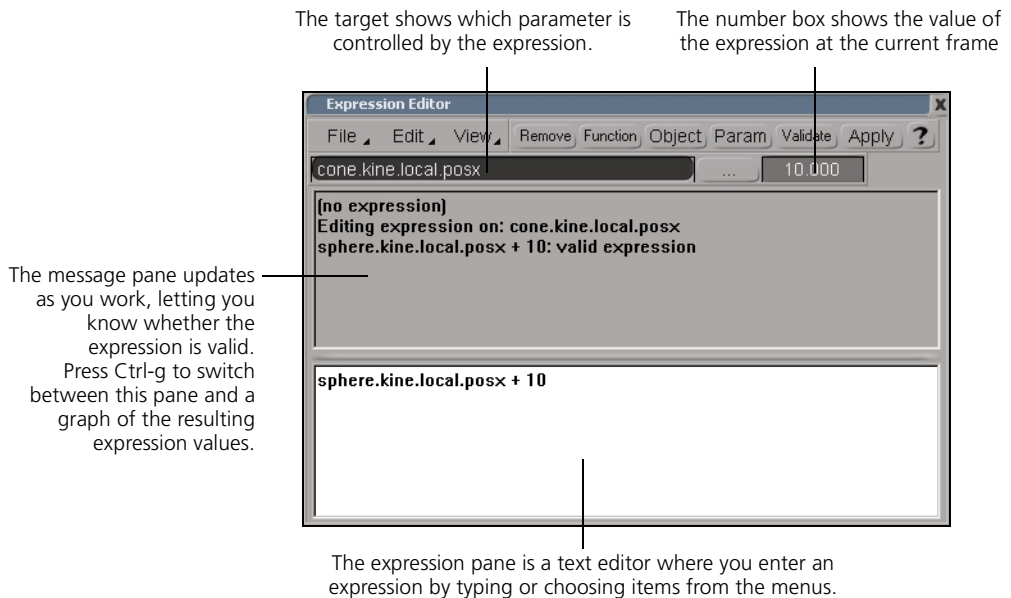 The target shows which parameter is
controlled by the expression.
The number box shows the value of
the expression at the current frame
Expression Editor
File Edit View Remove Function Object Param Validate Apply ?
cone.kine.local.posx ... 10.000
(no expression)
Editing expression on: cone.kine.local.posx
sphere.kine.local.posx + 10: valid expression
The message pane updates
as you work, letting you
know whether the
expression is valid.
Press Ctrl-g to switch
between this pane and a
graph of the resulting
expression values.
sphere.kine.local.posx + 10
The expression pane is a text editor where you enter an
expression by typing or choosing items from the menus.